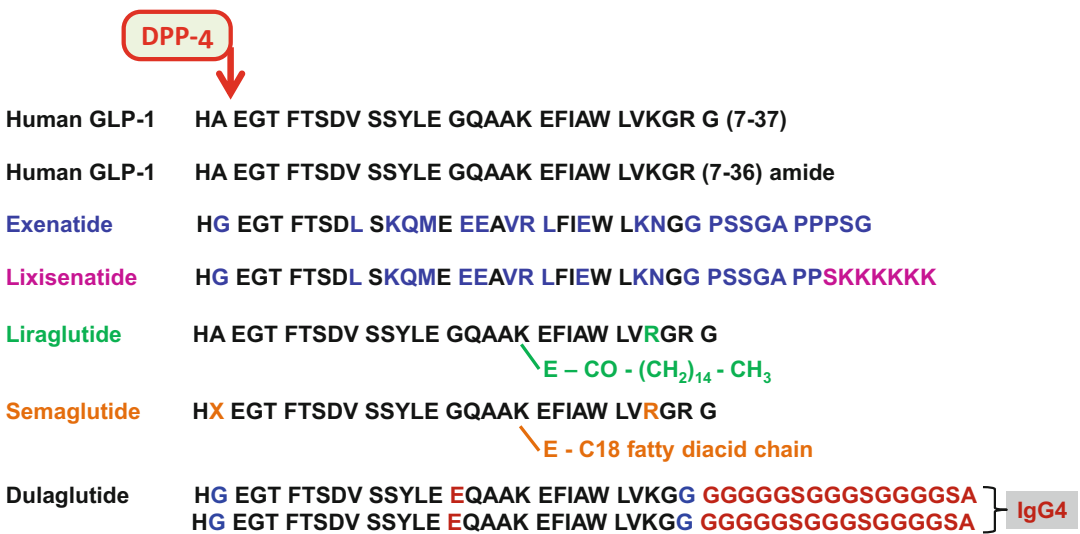 DPP-4
Human GLP-1 HA EGT FTSDV SSYLE GQAAK EFIAW LVKGR G (7-37)
Human GLP-1 HA EGT FTSDV SSYLE GQAAK EFIAW LVKGR (7-36) amide
Exenatide HG EGT FTSDL SKQME EEAVR LFIEW LKNGG PSSGA PPPSG
Lixisenatide HG EGT FTSDL SKQME EEAVR LFIEW LKNGG PSSGA PPSKKKKKK
Liraglutide HA EGT FTSDV SSYLE GQAAK EFIAW LVRGR G
E – CO - (CH₂)₁₄ - CH₃
Semaglutide HX EGT FTSDV SSYLE GQAAK EFIAW LVRGR G
E - C18 fatty diacid chain
Dulaglutide HG EGT FTSDV SSYLE EQAAK EFIAW LVKGG GGGGGSGGGSGGGGSA
HG EGT FTSDV SSYLE EQAAK EFIAW LVKGG GGGGGSGGGSGGGGSA
IgG4